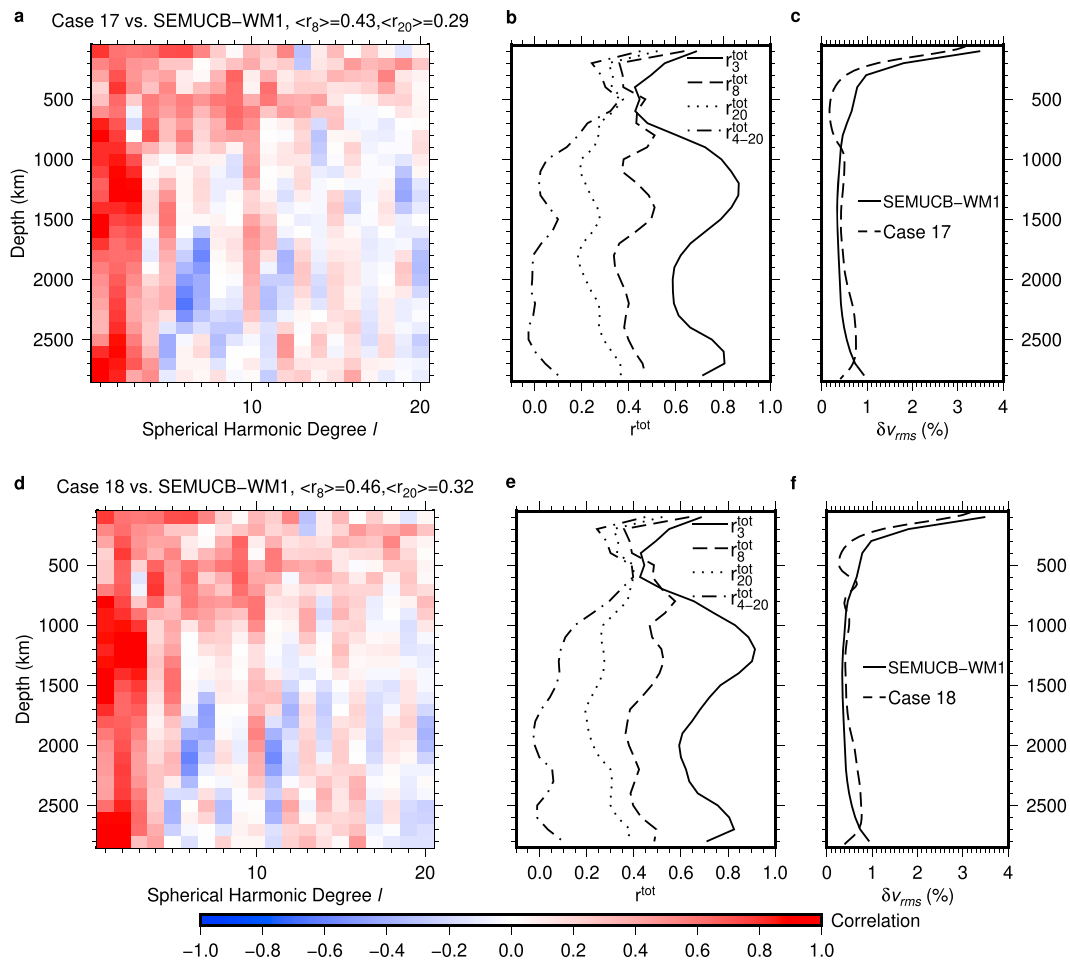 a Case 17 vs. SEMUCB−WM1, <r8>=0.43,<r20>=0.29
500
1000
1500
2000
2500
Depth (km)
10
20
Spherical Harmonic Degree l
b
r3tot
r8tot
r20tot
r4−20tot
0.0 0.2 0.4 0.6 0.8 1.0
rtot
c
SEMUCB−WM1
Case 17
500
1000
1500
2000
2500
0 1 2 3 4
δvrms (%)
d Case 18 vs. SEMUCB−WM1, <r8>=0.46,<r20>=0.32
500
1000
1500
2000
2500
Depth (km)
10
20
Spherical Harmonic Degree l
e
r3tot
r8tot
r20tot
r4−20tot
0.0 0.2 0.4 0.6 0.8 1.0
rtot
f
SEMUCB−WM1
Case 18
500
1000
1500
2000
2500
0 1 2 3 4
δvrms (%)
Correlation
−1.0 −0.8 −0.6 −0.4 −0.2 0.0 0.2 0.4 0.6 0.8 1.0